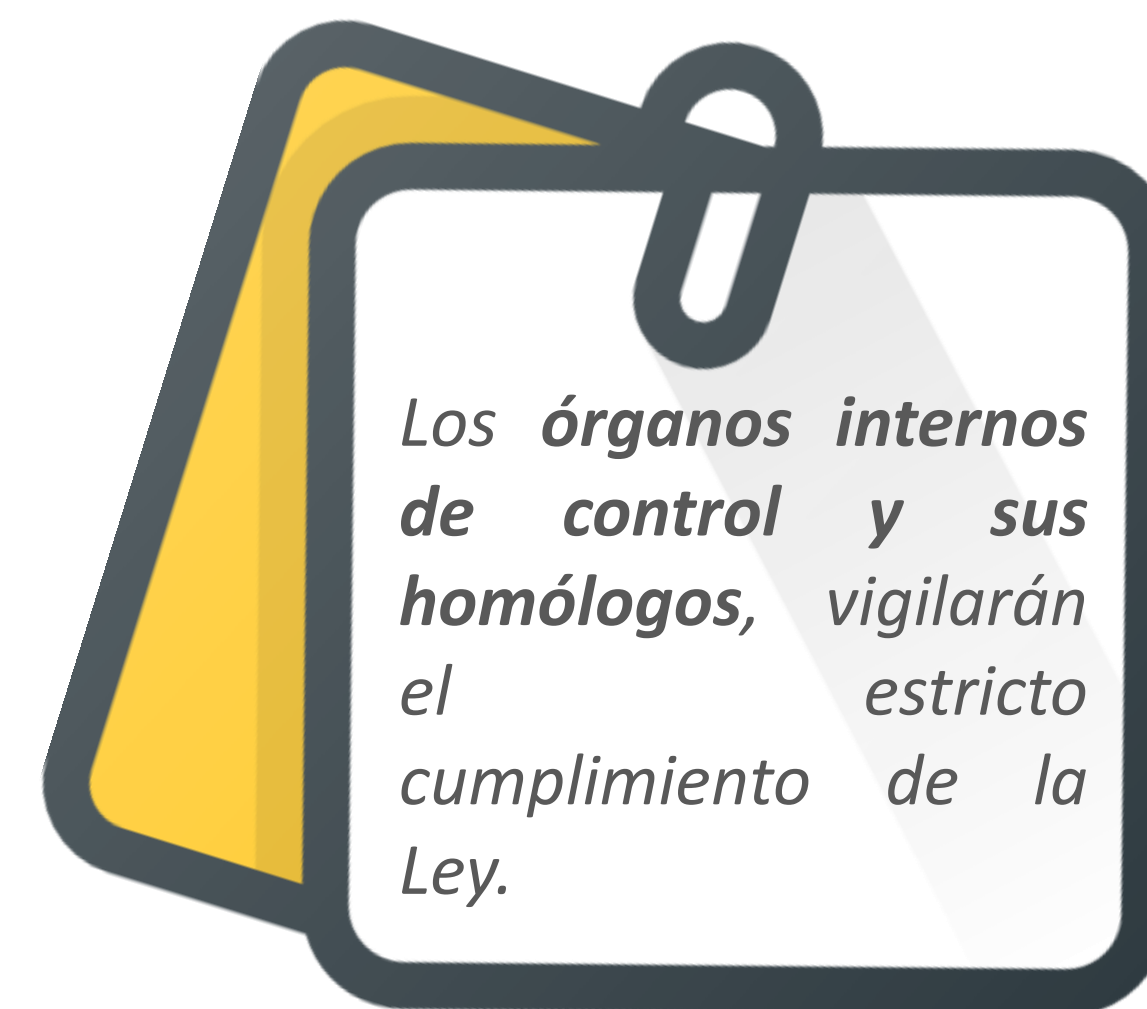 Los órganos internos
de control y sus
homólogos, vigilarán
el estricto
cumplimiento de la
Ley.